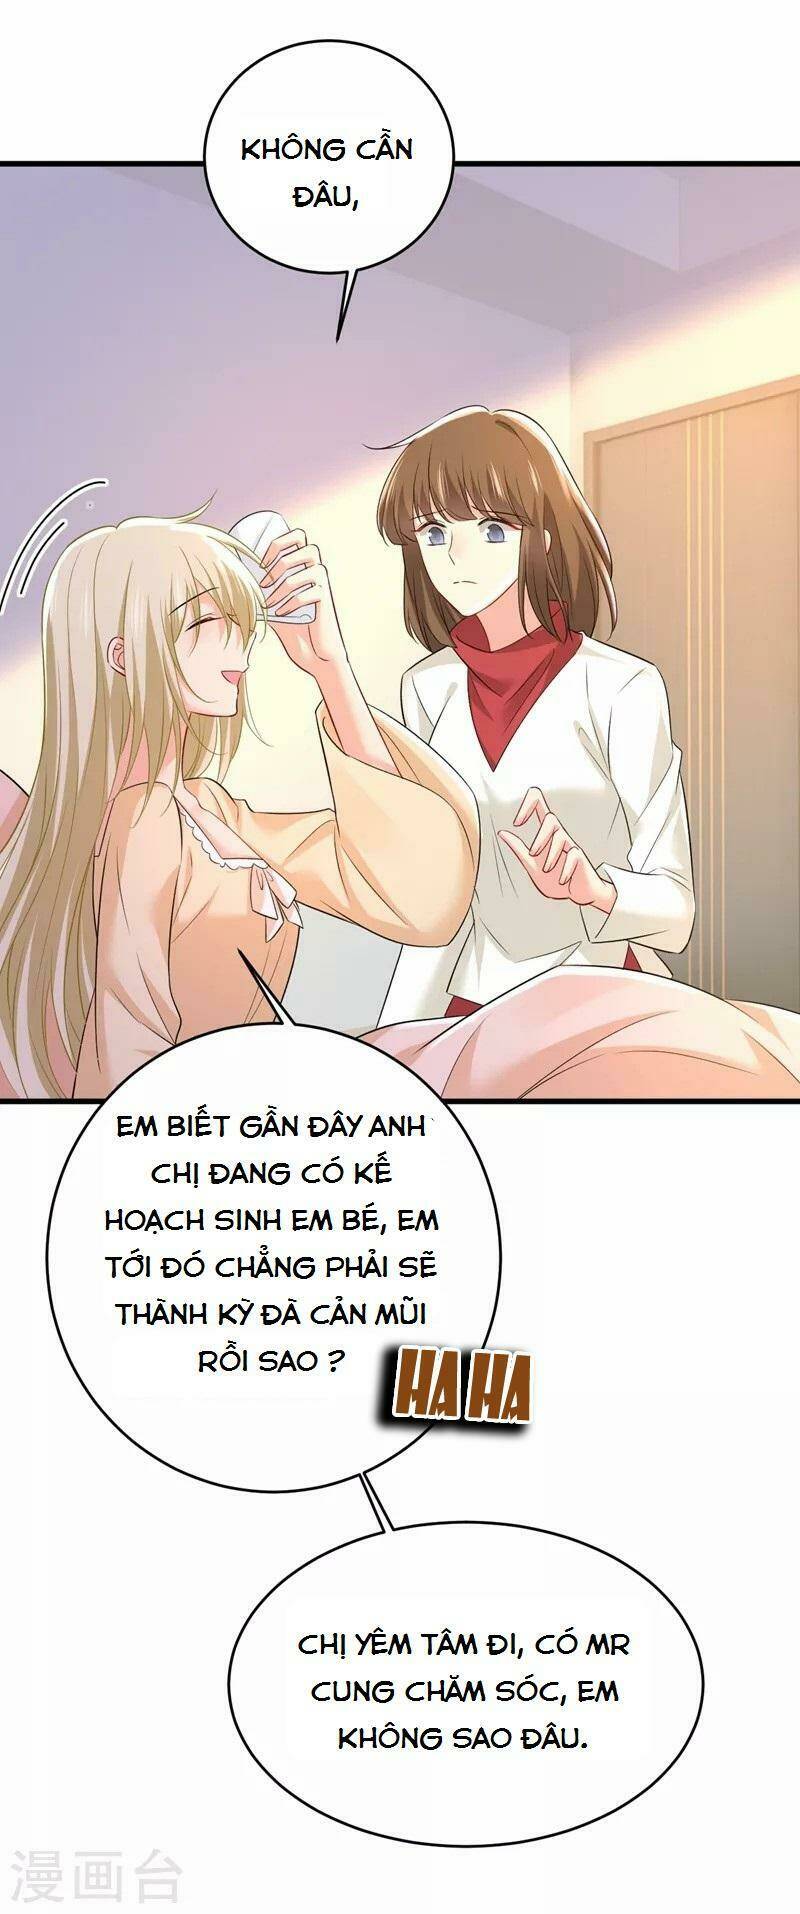 KHÔNG CẦN
ĐÂU,
EM BIẾT GẦN ĐÂY ANH
CHỊ ĐANG CÓ KẾ
HOẠCH SINH EM BÉ, EM
TỚI ĐÓ CHẲNG PHẢI SẼ
THÀNH KỲ ĐÀ CẢN MŨI
RỒI SAO ?
HA HA
CHỊ YÊM TÂM ĐI, CÓ MR
CUNG CHĂM SÓC, EM
KHÔNG SAO ĐÂU.
漫画台